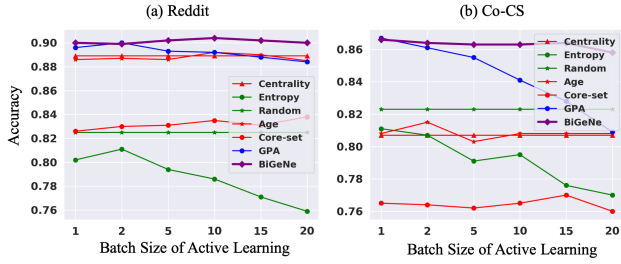 (a) Reddit
Accuracy
0.90
0.88
0.86
0.84
0.82
0.80
0.78
0.76
1 2 5 10 15 20
Batch Size of Active Learning
Centrality
Entropy
Random
Age
Core-set
GPA
BiGeNe
(b) Co-CS
0.86
0.84
0.82
0.80
0.78
0.76
1 2 5 10 15 20
Batch Size of Active Learning
Centrality
Entropy
Random
Age
Core-set
GPA
BiGeNe